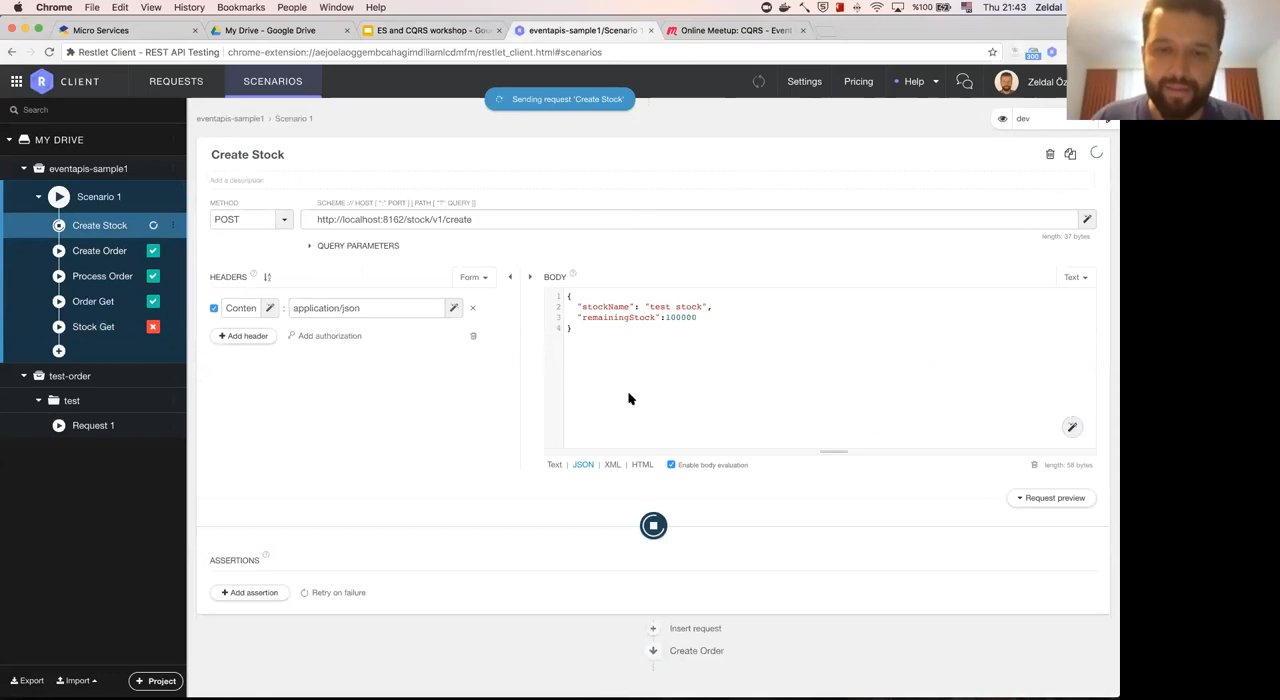 Chrome File Edit View History Bookmarks People Window Help %100 Thu 21:43 Zeldal
Micro Services × My Drive - Google Drive × ES and CQRS workshop - Goo × eventapis-sample1/Scenario 1 × Online Meetup: CQRS - Event ×
Restlet Client - REST API Testing chrome-extension://aejoelaoggembcahagimdiliamlcdmfm/restlet_client.html#scenarios 300
R CLIENT REQUESTS SCENARIOS Settings Pricing Help Zeldal Öz
Search
Sending request 'Create Stock'
eventapis-sample1 › Scenario 1 dev
MY DRIVE
eventapis-sample1
Scenario 1
Create Stock
Create Order
Process Order
Order Get
Stock Get
test-order
test
Request 1
Export Import + Project
Create Stock
Add a description
METHOD SCHEME :// HOST [ ":" PORT ] [ PATH [ "?" QUERY ]]
POST http://localhost:8162/stock/v1/create
length: 37 bytes
QUERY PARAMETERS
HEADERS Form BODY Text
Conten : application/json ×
+ Add header Add authorization
1 {
2 "stockName": "test stock",
3 "remainingStock":100000
4 }
Text | JSON | XML | HTML Enable body evaluation length: 58 bytes
Request preview
ASSERTIONS
+ Add assertion Retry on failure
Insert request
Create Order